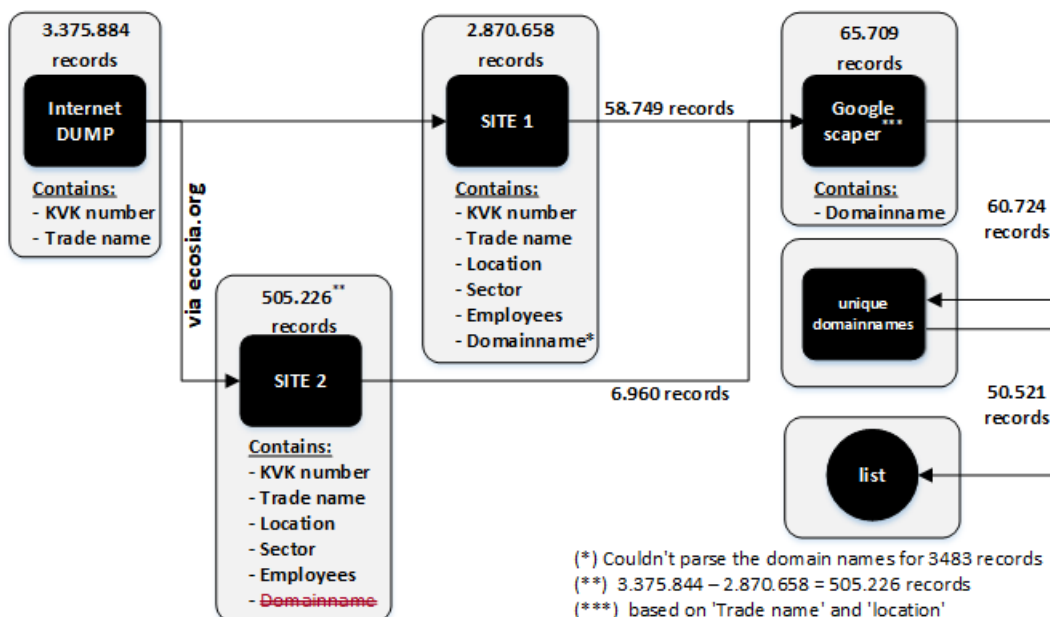 3.375.884
records
Internet
DUMP
Contains:
- KVK number
- Trade name
via ecosia.org
505.226**
records
SITE 2
Contains:
- KVK number
- Trade name
- Location
- Sector
- Employees
- Domainname
2.870.658
records
SITE 1
Contains:
- KVK number
- Trade name
- Location
- Sector
- Employees
- Domainname*
58.749 records
6.960 records
65.709
records
Google
scaper***
Contains:
- Domainname
60.724
records
unique
domainnames
50.521
records
list
(*) Couldn't parse the domain names for 3483 records
(**) 3.375.844 – 2.870.658 = 505.226 records
(***) based on 'Trade name' and 'location'